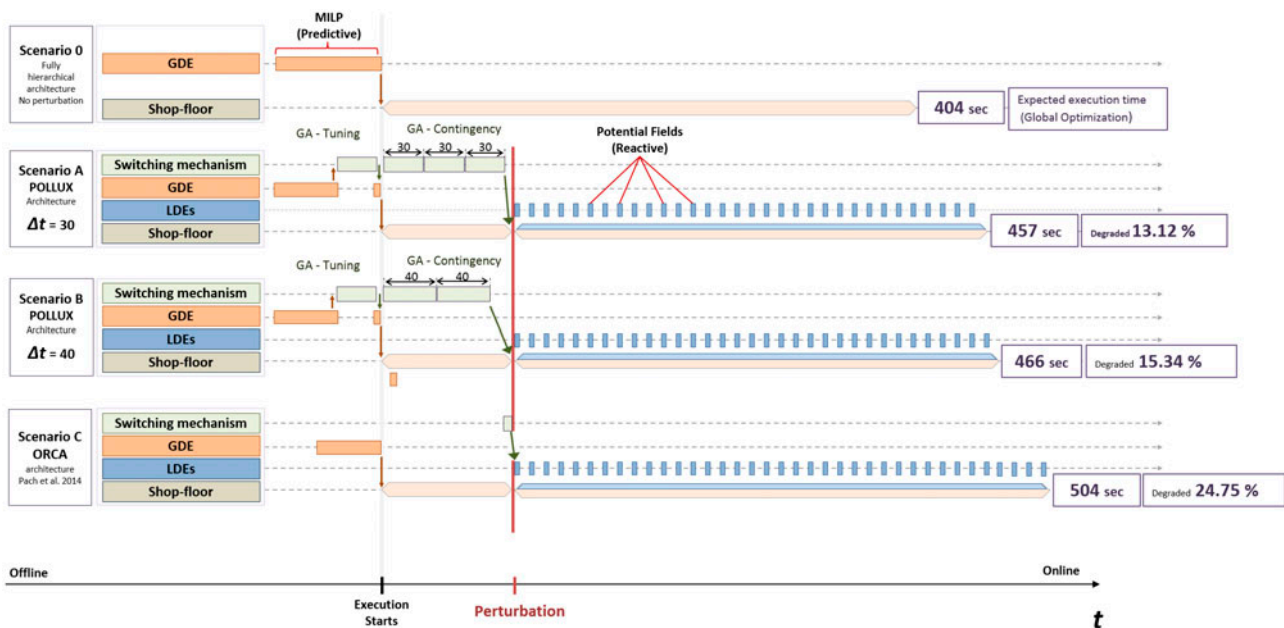 MILP
(Predictive)
Scenario 0
Fully
hierarchical
architecture
No perturbation
GDE
Shop-floor
404 sec
Expected execution time
(Global Optimization)
GA - Tuning
GA - Contingency
30 30 30
Potential Fields
(Reactive)
Scenario A
POLLUX
Architecture
Δt = 30
Switching mechanism
GDE
LDEs
Shop-floor
457 sec
Degraded 13.12 %
GA - Tuning
GA - Contingency
40 40
Scenario B
POLLUX
Architecture
Δt = 40
Switching mechanism
GDE
LDEs
Shop-floor
466 sec
Degraded 15.34 %
Scenario C
ORCA
architecture
Pach et al. 2014
Switching mechanism
GDE
LDEs
Shop-floor
504 sec
Degraded 24.75 %
Offline
Online
Execution
Starts
Perturbation
t